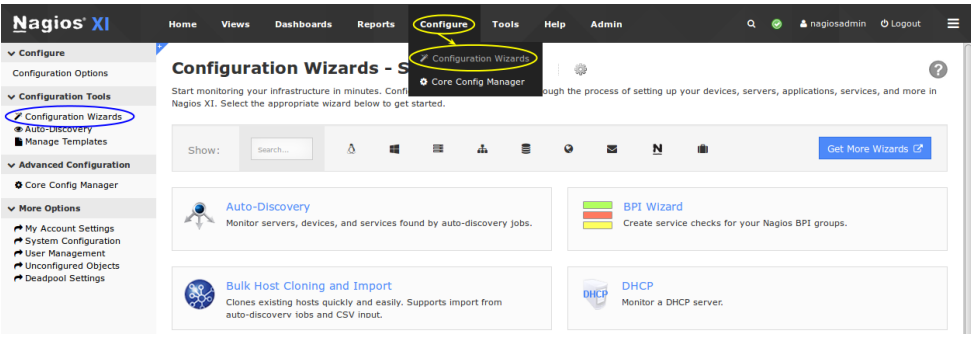 Nagios® XI
Home Views Dashboards Reports Configure Tools Help Admin nagiosadmin Logout
Configure
Configuration Options
Configuration Tools
Configuration Wizards
Auto-Discovery
Manage Templates
Advanced Configuration
Core Config Manager
More Options
My Account Settings
System Configuration
User Management
Unconfigured Objects
Deadpool Settings
Configuration Wizards
Core Config Manager
Configuration Wizards - S
Start monitoring your infrastructure in minutes. Confi ough the process of setting up your devices, servers, applications, services, and more in
Nagios XI. Select the appropriate wizard below to get started.
Show: Search... N Get More Wizards
Auto-Discovery
Monitor servers, devices, and services found by auto-discovery jobs.
BPI Wizard
Create service checks for your Nagios BPI groups.
Bulk Host Cloning and Import
Clones existing hosts quickly and easily. Supports import from
auto-discovery jobs and CSV input.
DHCP
DHCP
Monitor a DHCP server.